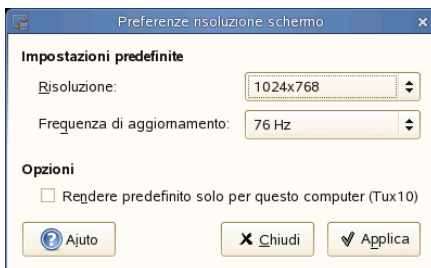 Preferenze risoluzione schermo
Impostazioni predefinite
Risoluzione: 1024x768
Frequenza di aggiornamento: 76 Hz
Opzioni
Rendere predefinito solo per questo computer (Tux10)
Aiuto Chiudi Applica